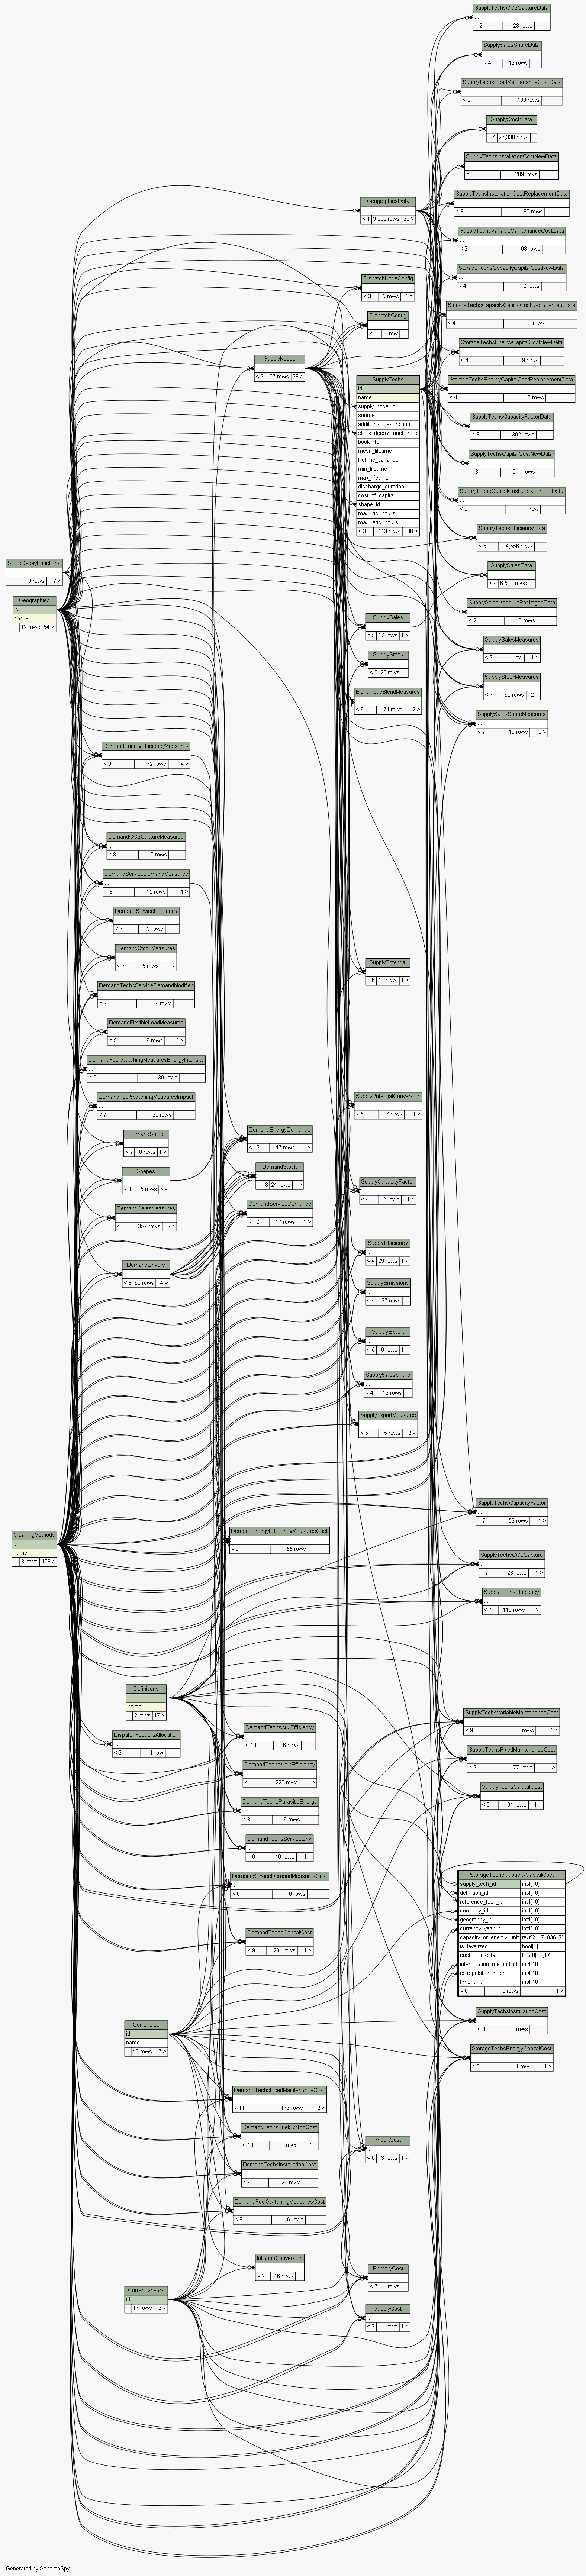 SupplyTechsCO2CaptureData
...
< 2 28 rows
SupplySalesShareData
...
< 4 13 rows
SupplyTechsFixedMaintenanceCostData
...
< 3 180 rows
SupplyStockData
...
< 4 26,338 rows
SupplyTechsInstallationCostNewData
...
< 3 209 rows
SupplyTechsInstallationCostReplacementData
...
< 3 180 rows
GeographiesData
...
< 1 3,283 rows 62 >
SupplyTechsVariableMaintenanceCostData
...
< 3 68 rows
StorageTechsCapacityCapitalCostNewData
...
< 4 2 rows
DispatchNodeConfig
...
< 3 5 rows 1 >
StorageTechsCapacityCapitalCostReplacementData
...
< 4 0 rows
DispatchConfig
...
< 4 1 row
StorageTechsEnergyCapitalCostNewData
...
< 4 9 rows
SupplyNodes
...
< 7 107 rows 38 >
StorageTechsEnergyCapitalCostReplacementData
...
< 4 0 rows
SupplyTechs
id
name
supply_node_id
source
additional_description
stock_decay_function_id
book_life
mean_lifetime
lifetime_variance
min_lifetime
max_lifetime
discharge_duration
cost_of_capital
shape_id
max_lag_hours
max_lead_hours
< 3 113 rows 30 >
SupplyTechsCapacityFactorData
...
< 3 392 rows
SupplyTechsCapitalCostNewData
...
< 3 944 rows
SupplyTechsCapitalCostReplacementData
...
< 3 1 row
SupplyTechsEfficiencyData
...
< 5 4,556 rows
SupplySalesData
...
< 4 8,571 rows
StockDecayFunctions
...
3 rows 7 >
Geographies
id
name
12 rows 54 >
SupplySalesMeasurePackagesData
...
< 2 0 rows
SupplySales
...
< 5 17 rows 1 >
SupplySalesMeasures
...
< 7 1 row 1 >
SupplyStock
...
< 5 23 rows
SupplyStockMeasures
...
< 7 60 rows 2 >
BlendNodeBlendMeasures
...
< 6 74 rows 2 >
SupplySalesShareMeasures
...
< 7 18 rows 2 >
DemandEnergyEfficiencyMeasures
...
< 8 72 rows 4 >
DemandCO2CaptureMeasures
...
< 8 0 rows
DemandServiceDemandMeasures
...
< 8 15 rows 4 >
DemandServiceEfficiency
...
< 7 3 rows
DemandStockMeasures
...
< 6 5 rows 2 >
SupplyPotential
...
< 6 14 rows 1 >
DemandTechsServiceDemandModifier
...
< 7 19 rows
DemandFlexibleLoadMeasures
...
< 5 9 rows 2 >
DemandFuelSwitchingMeasuresEnergyIntensity
...
< 8 30 rows
DemandFuelSwitchingMeasuresImpact
...
< 7 30 rows
SupplyPotentialConversion
...
< 5 7 rows 1 >
DemandSales
...
< 7 10 rows 1 >
DemandEnergyDemands
...
< 12 47 rows 1 >
Shapes
...
< 10 35 rows 5 >
DemandStock
...
< 13 24 rows 1 >
SupplyCapacityFactor
...
< 4 2 rows 1 >
DemandSalesMeasures
...
< 8 357 rows 2 >
DemandServiceDemands
...
< 12 17 rows 1 >
SupplyEfficiency
...
< 4 29 rows 1 >
DemandDrivers
...
< 6 60 rows 14 >
SupplyEmissions
...
< 4 27 rows
SupplyExport
...
< 5 10 rows 1 >
SupplySalesShare
...
< 4 13 rows
SupplyExportMeasures
...
< 5 5 rows 2 >
SupplyTechsCapacityFactor
...
< 7 52 rows 1 >
CleaningMethods
id
name
9 rows 108 >
DemandEnergyEfficiencyMeasuresCost
...
< 8 55 rows
SupplyTechsCO2Capture
...
< 7 28 rows 1 >
SupplyTechsEfficiency
...
< 7 113 rows 1 >
Definitions
id
name
2 rows 17 >
SupplyTechsVariableMaintenanceCost
...
< 9 81 rows 1 >
DispatchFeedersAllocation
...
< 2 1 row
DemandTechsAuxEfficiency
...
< 10 6 rows
SupplyTechsFixedMaintenanceCost
...
< 9 77 rows 1 >
DemandTechsMainEfficiency
...
< 11 226 rows 1 >
SupplyTechsCapitalCost
...
< 9 104 rows 1 >
DemandTechsParasiticEnergy
...
< 8 6 rows
DemandTechsServiceLink
...
< 9 40 rows 1 >
DemandServiceDemandMeasuresCost
...
< 8 0 rows
StorageTechsCapacityCapitalCost
supply_tech_id int4[10]
definition_id int4[10]
reference_tech_id int4[10]
currency_id int4[10]
geography_id int4[10]
currency_year_id int4[10]
capacity_or_energy_unit text[2147483647]
is_levelized bool[1]
cost_of_capital float8[17,17]
interpolation_method_id int4[10]
extrapolation_method_id int4[10]
time_unit int4[10]
< 8 2 rows 1 >
DemandTechsCapitalCost
...
< 9 231 rows 1 >
Currencies
id
name
42 rows 17 >
SupplyTechsInstallationCost
...
< 8 33 rows 1 >
StorageTechsEnergyCapitalCost
...
< 8 1 row 1 >
DemandTechsFixedMaintenanceCost
...
< 11 176 rows 2 >
DemandTechsFuelSwitchCost
...
< 10 11 rows 1 >
ImportCost
...
< 6 13 rows 1 >
DemandTechsInstallationCost
...
< 9 126 rows
DemandFuelSwitchingMeasuresCost
...
< 8 6 rows
InflationConversion
...
< 2 16 rows
PrimaryCost
...
< 7 11 rows
CurrencyYears
id
17 rows 16 >
SupplyCost
...
< 7 11 rows 1 >
Generated by SchemaSpy